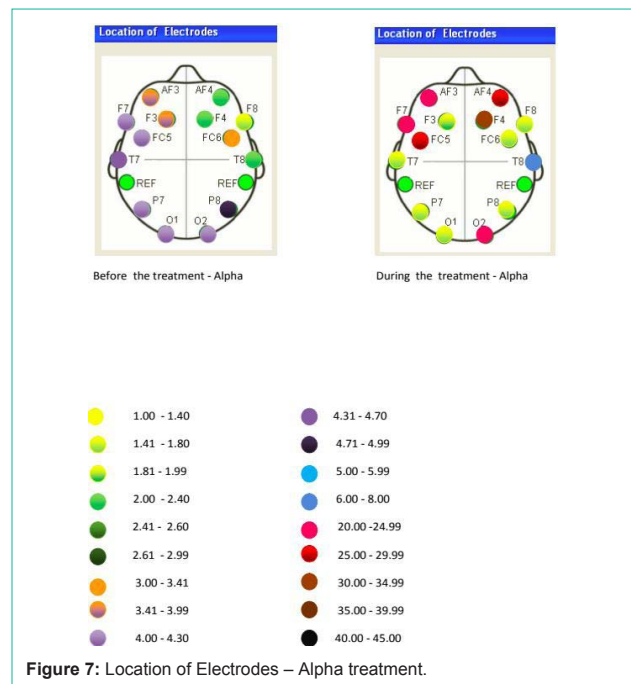 Location of Electrodes
Location of Electrodes
AF3 AF4
F7 F3 F4 F8
FC5 FC6
T7 T8
REF REF
P7 P8
O1 O2
AF3 AF4
F7 F3 F4 F8
FC5 FC6
T7 T8
REF REF
P7 P8
O1 O2
Before the treatment - Alpha
During the treatment - Alpha
1.00 - 1.40
1.41 - 1.80
1.81 - 1.99
2.00 - 2.40
2.41 - 2.60
2.61 - 2.99
3.00 - 3.41
3.41 - 3.99
4.00 - 4.30
4.31 - 4.70
4.71 - 4.99
5.00 - 5.99
6.00 - 8.00
20.00 -24.99
25.00 - 29.99
30.00 - 34.99
35.00 - 39.99
40.00 - 45.00
Figure 7: Location of Electrodes – Alpha treatment.